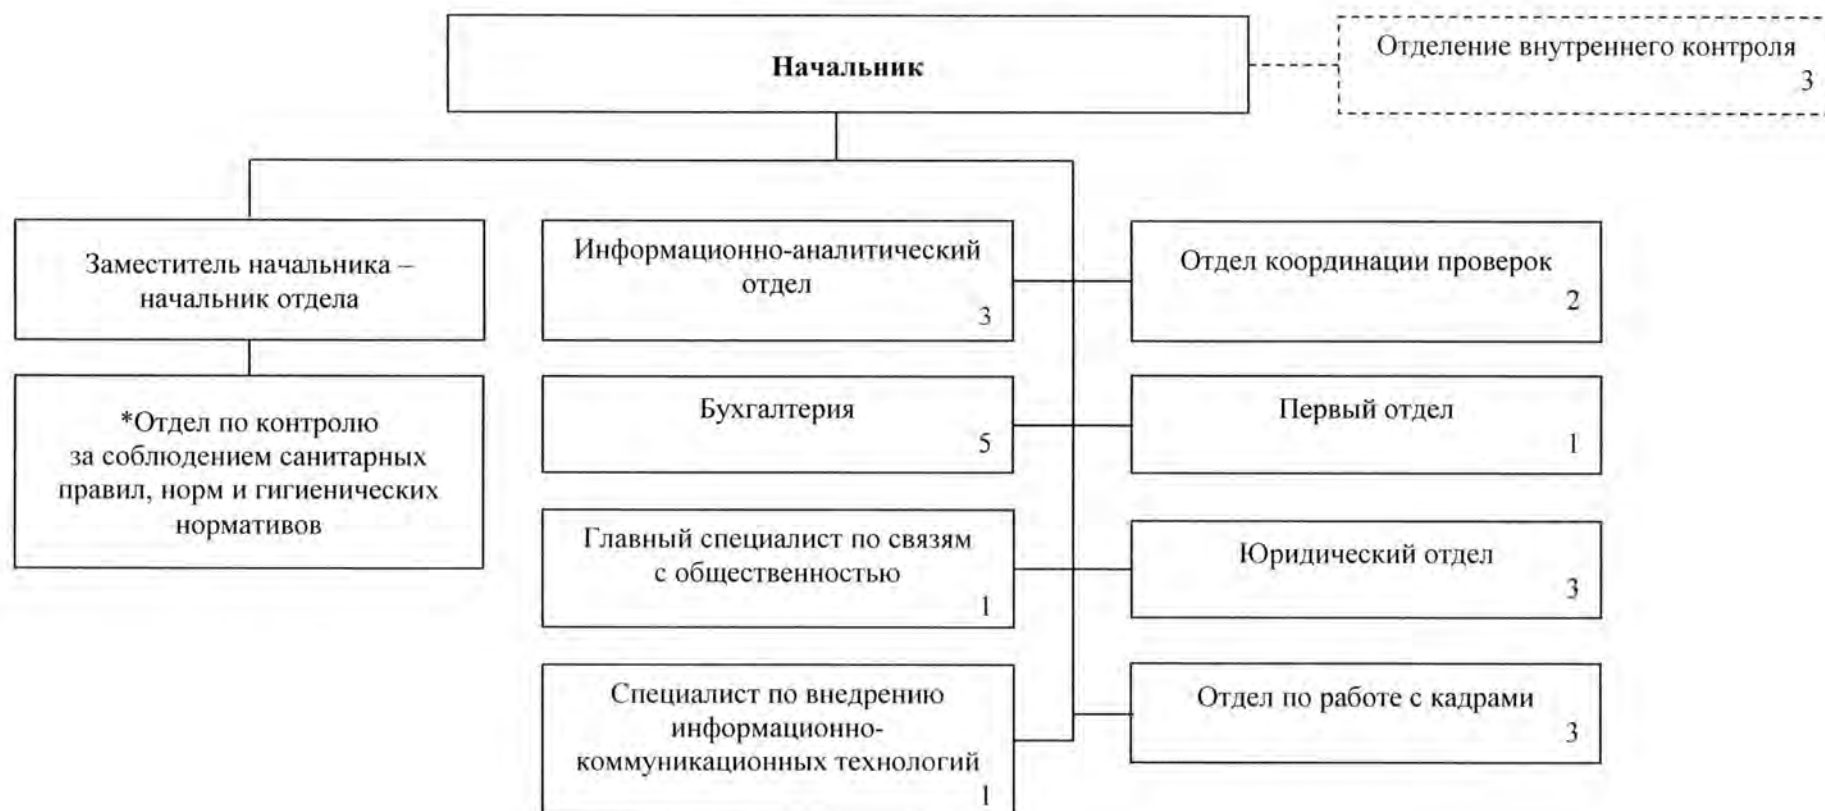 Начальник
Отделение внутреннего контроля
3
Заместитель начальника –
начальник отдела
*Отдел по контролю
за соблюдением санитарных
правил, норм и гигиенических
нормативов
Информационно-аналитический
отдел
3
Отдел координации проверок
2
Бухгалтерия
5
Первый отдел
1
Главный специалист по связям
с общественностью
1
Юридический отдел
3
Специалист по внедрению
информационно-
коммуникационных технологий
1
Отдел по работе с кадрами
3